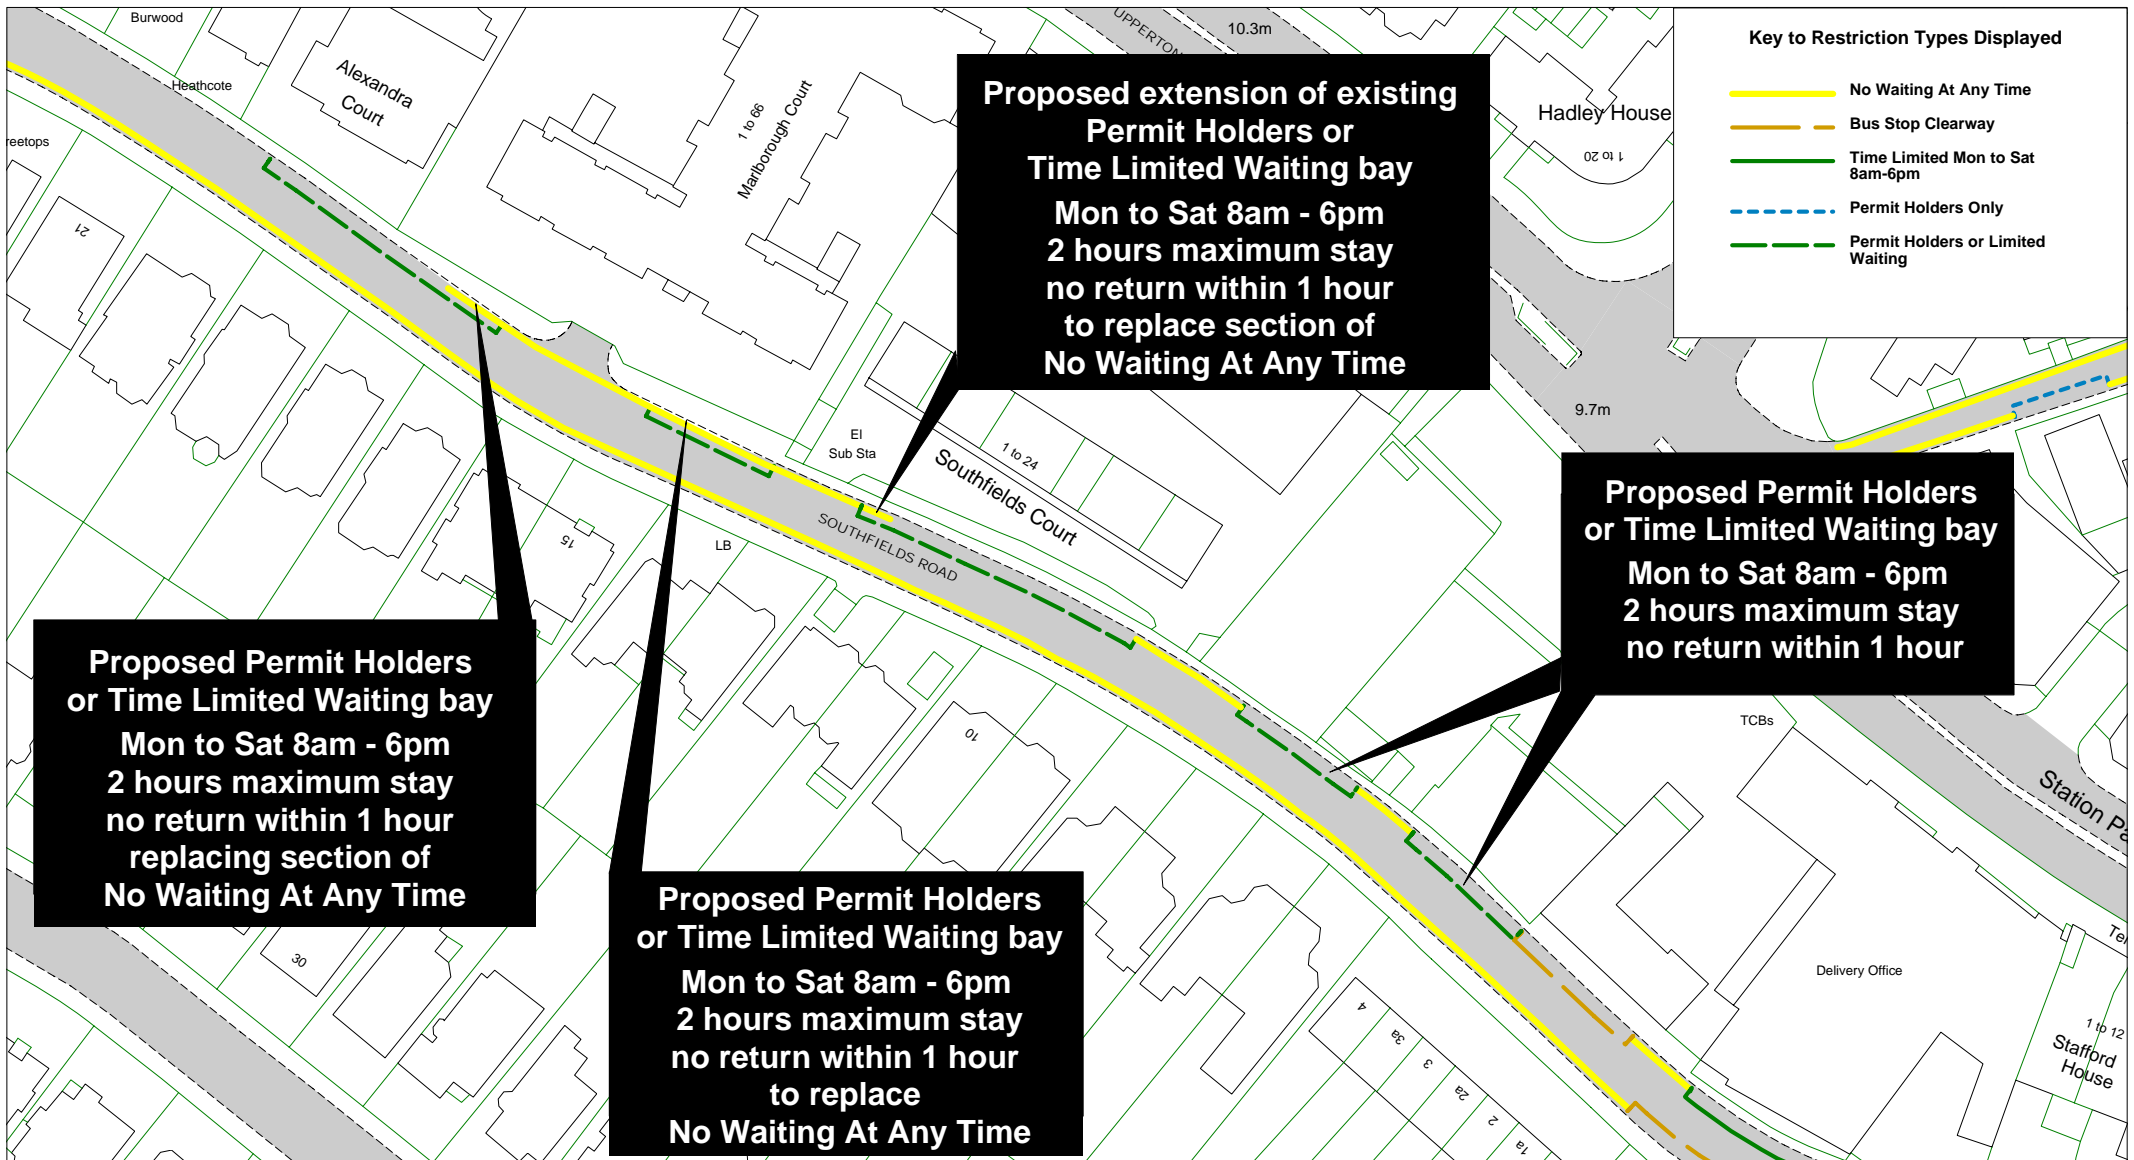 Burwood
Heathcote
Alexandra
Court
1 to 66
Marlborough Court
10.3m
Hadley House
1 to 20
Key to Restriction Types Displayed
No Waiting At Any Time
Bus Stop Clearway
Time Limited Mon to Sat
8am-6pm
Permit Holders Only
Permit Holders or Limited
Waiting
Proposed extension of existing
Permit Holders or
Time Limited Waiting bay
Mon to Sat 8am - 6pm
2 hours maximum stay
no return within 1 hour
to replace section of
No Waiting At Any Time
21
9.7m
El
Sub Sta
1 to 24
Southfields Court
SOUTHFIELDS ROAD
15
LB
Proposed Permit Holders
or Time Limited Waiting bay
Mon to Sat 8am - 6pm
2 hours maximum stay
no return within 1 hour
Proposed Permit Holders
or Time Limited Waiting bay
Mon to Sat 8am - 6pm
2 hours maximum stay
no return within 1 hour
replacing section of
No Waiting At Any Time
10
TCBs
Station
30
Proposed Permit Holders
or Time Limited Waiting bay
Mon to Sat 8am - 6pm
2 hours maximum stay
no return within 1 hour
to replace
No Waiting At Any Time
Delivery Office
4
3a
3
2a
2
1a
1 to 12
Stafford
House